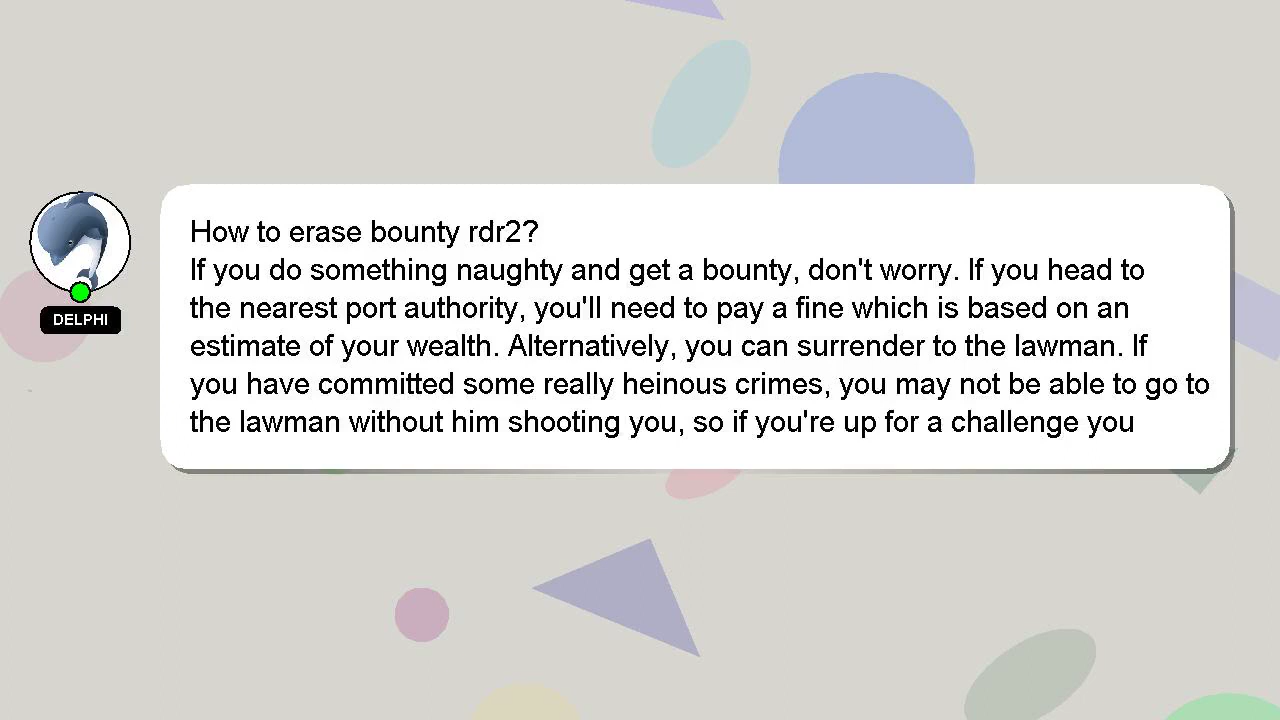 How to erase bounty rdr2?
If you do something naughty and get a bounty, don't worry. If you head to
the nearest port authority, you'll need to pay a fine which is based on an
estimate of your wealth. Alternatively, you can surrender to the lawman. If
you have committed some really heinous crimes, you may not be able to go to
the lawman without him shooting you, so if you're up for a challenge you
DELPHI